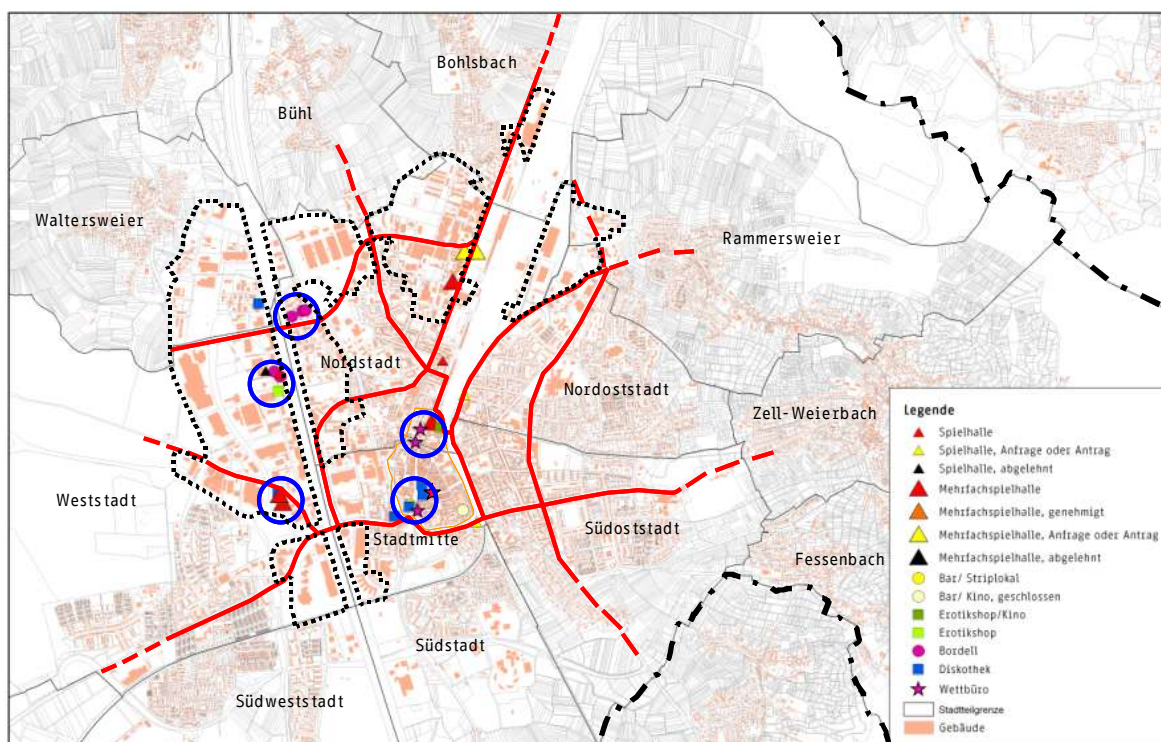 Bohlsbach
Bühl
Waltersweier
Rammersweier
Nordstadt
Nordoststadt
Zell-Weierbach
Weststadt
Stadtmitte
Südoststadt
Fessenbach
Südstadt
Südweststadt
Legende
Spielhalle
Spielhalle, Anfrage oder Antrag
Spielhalle, abgelehnt
Mehrfachspielhalle
Mehrfachspielhalle, genehmigt
Mehrfachspielhalle, Anfrage oder Antrag
Mehrfachspielhalle, abgelehnt
Bar/ Striplokal
Bar/ Kino, geschlossen
Erotikshop/Kino
Erotikshop
Bordell
Diskothek
Wettbüro
Stadtteilgrenze
Gebäude